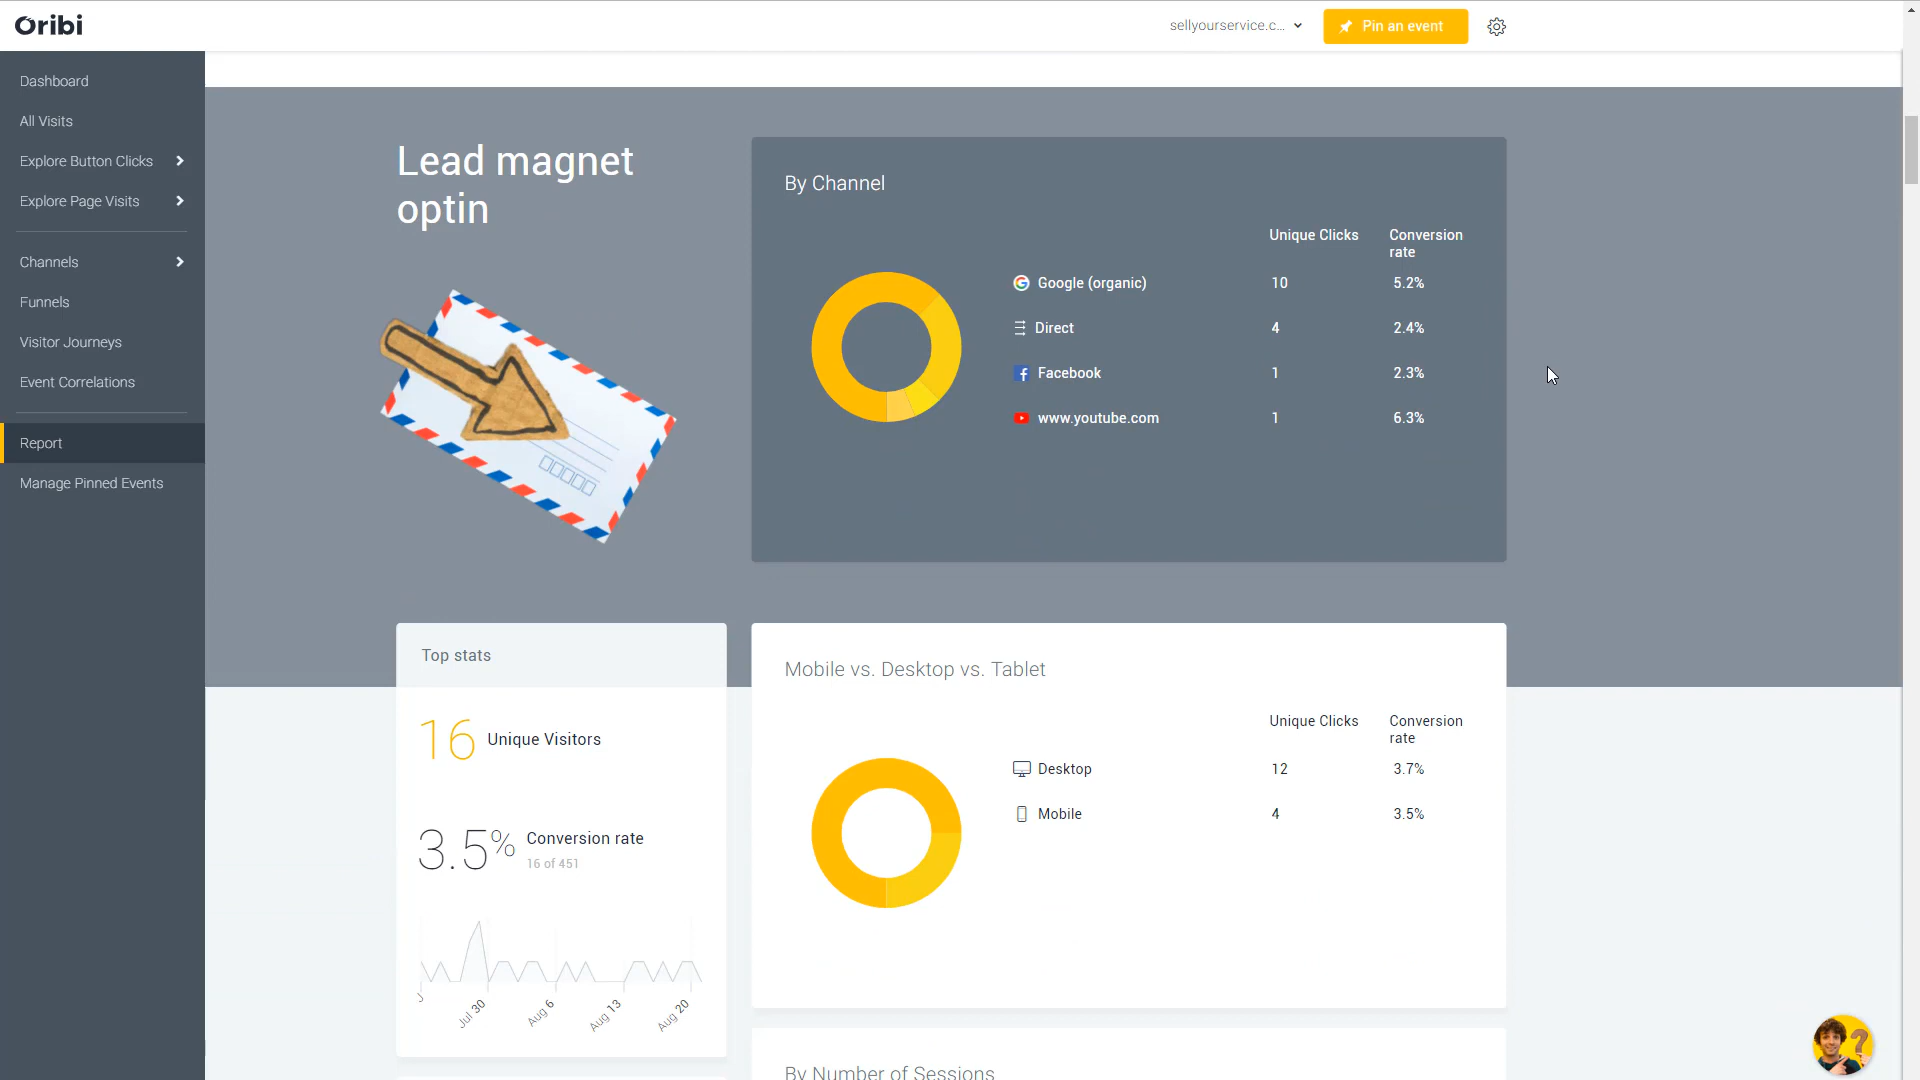 Oribi
sellyourservice.c...
Pin an event
Dashboard
All Visits
Explore Button Clicks
Explore Page Visits
Channels
Funnels
Visitor Journeys
Event Correlations
Report
Manage Pinned Events
Lead magnet
optin
By Channel
Unique Clicks Conversion
rate
Google (organic) 10 5.2%
Direct 4 2.4%
Facebook 1 2.3%
www.youtube.com 1 6.3%
Top stats
16 Unique Visitors
3.5% Conversion rate
16 of 451
Jul 30 Aug 6 Aug 13 Aug 20
Mobile vs. Desktop vs. Tablet
Unique Clicks Conversion
rate
Desktop 12 3.7%
Mobile 4 3.5%
By Number of Sessions
?